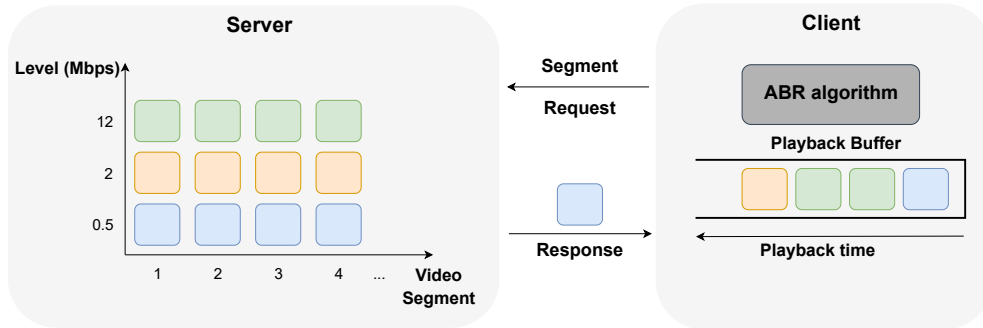 Server
Level (Mbps)
12
2
0.5
1 2 3 4 ... Video
Segment
Segment
Request
Response
Client
ABR algorithm
Playback Buffer
Playback time